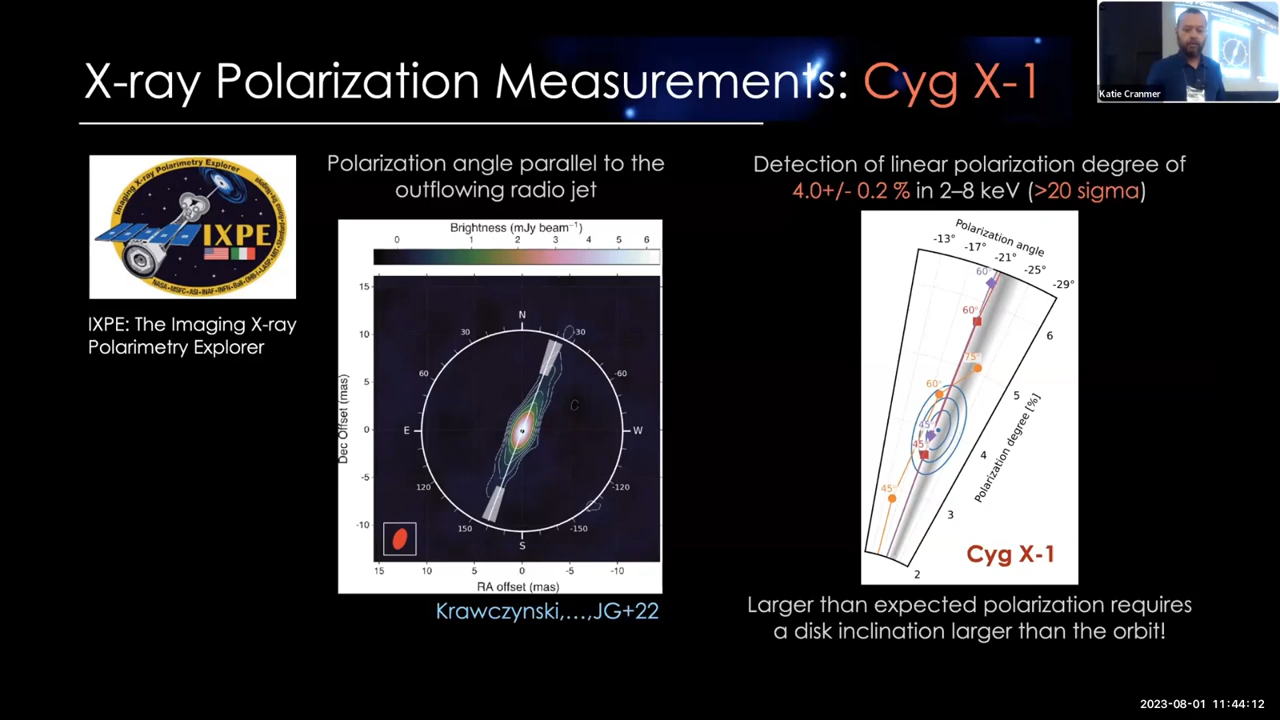 X-ray Polarization Measurements: Cyg X-1
Katie Cranmer
Imaging X-ray Polarimetry Explorer
IXPE
IXPE: The Imaging X-ray
Polarimetry Explorer
Polarization angle parallel to the
outflowing radio jet
Brightness (mJy beam⁻¹)
0 1 2 3 4 5 6
15
10
5
0
-5
-10
Dec Offset (mas)
N
30 -30
60 -60
E W
C
120 -120
150 -150
S
15 10 5 0 -5 -10
RA offset (mas)
Krawczynski,...,JG+22
Detection of linear polarization degree of
4.0+/- 0.2 % in 2–8 keV (>20 sigma)
Polarization angle
-13° -17° -21° -25° -29°
60°
60°
75°
60°
45°
45°
45°
6
5
4
3
2
Polarization degree [%]
Cyg X-1
Larger than expected polarization requires
a disk inclination larger than the orbit!
2023-08-01 11:44:12